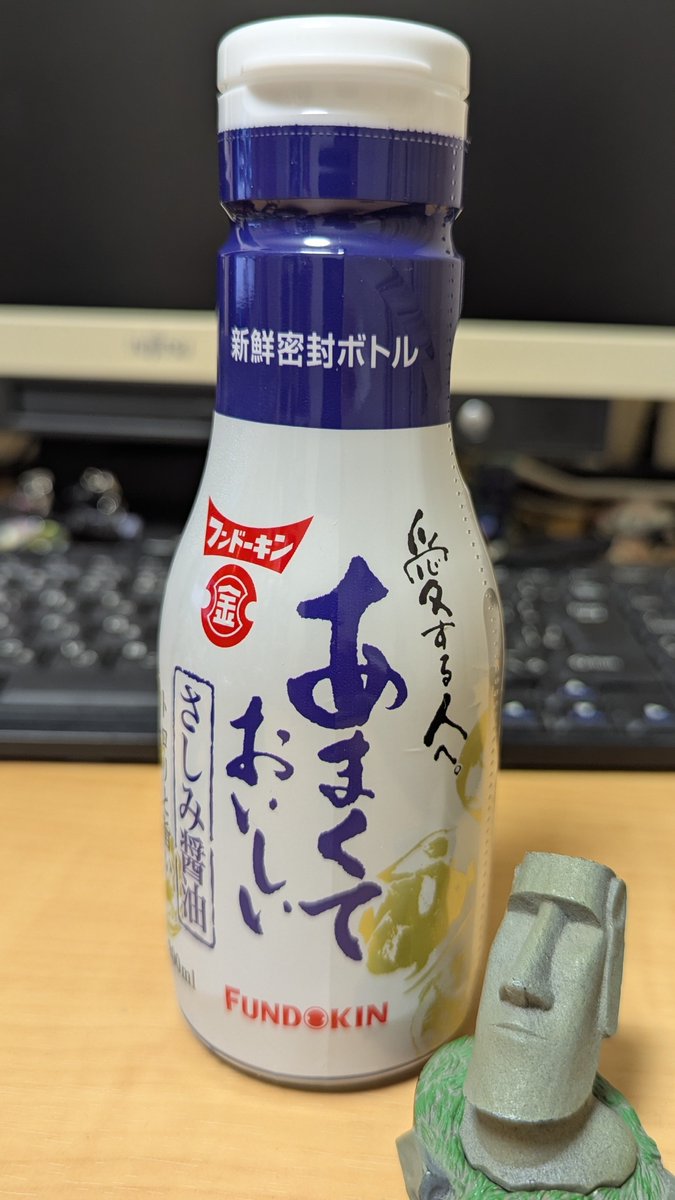 新鮮密封ボトル
フンドーキン
金
愛する人へ。
あまくて
おいしい
さしみ醤油
FUNDOKIN